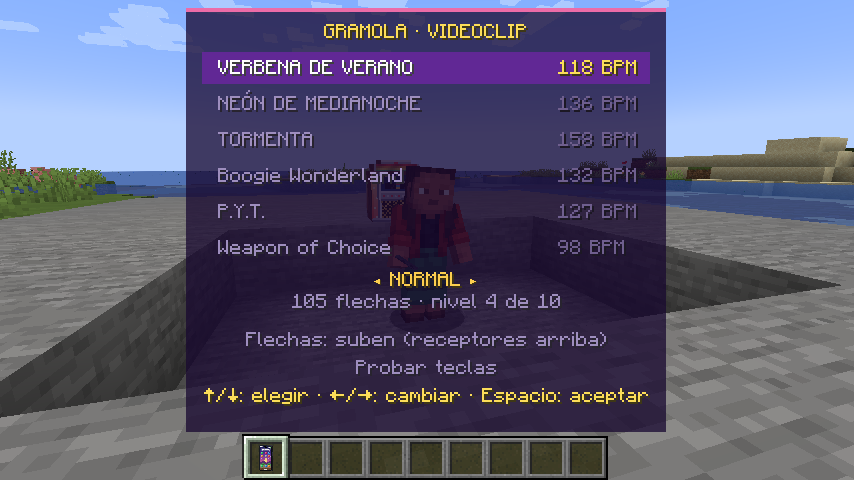 GRAMOLA · VIDEOCLIP
VERBENA DE VERANO 118 BPM
NEÓN DE MEDIANOCHE 136 BPM
TORMENTA 158 BPM
Boogie Wonderland 132 BPM
P.Y.T. 127 BPM
Weapon of Choice 98 BPM
◂ NORMAL ▸
105 flechas · nivel 4 de 10
Flechas: suben (receptores arriba)
Probar teclas
↑/↓: elegir · ←/→: cambiar · Espacio: aceptar